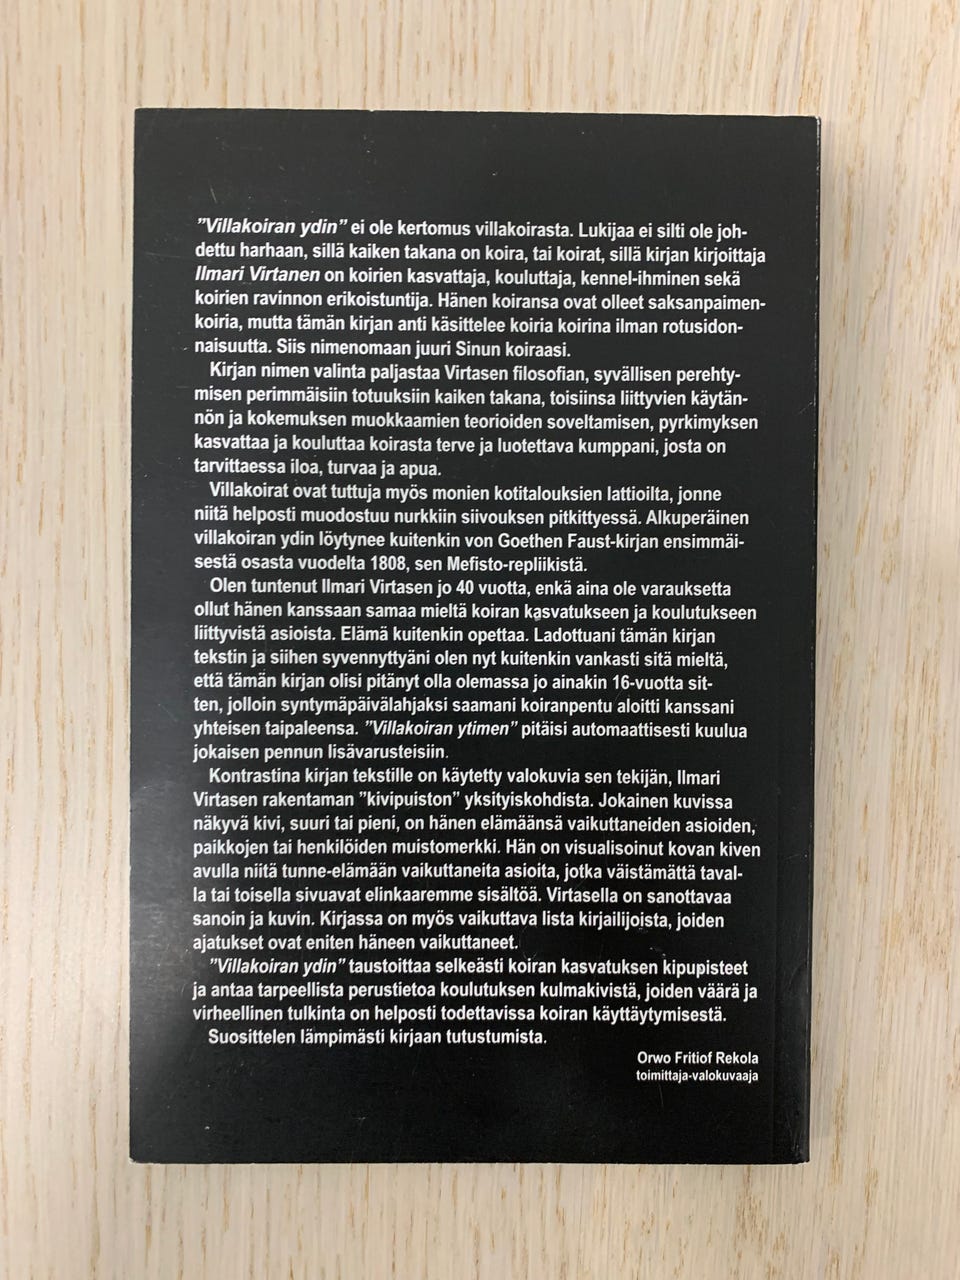 ”Villakoiran ydin” ei ole kertomus villakoirasta. Lukijaa ei silti ole joh-
dettu harhaan, sillä kaiken takana on koira, tai koirat, sillä kirjan kirjoittaja
Ilmari Virtanen on koirien kasvattaja, kouluttaja, kennel-ihminen sekä
koirien ravinnon erikoistuntija. Hänen koiransa ovat olleet saksanpaimen-
koiria, mutta tämän kirjan anti käsittelee koiria koirina ilman rotusidon-
naisuutta. Siis nimenomaan juuri Sinun koiraasi.
Kirjan nimen valinta paljastaa Virtasen filosofian, syvällisen perehty-
misen perimmäisiin totuuksiin kaiken takana, toisiinsa liittyvien käytän-
nön ja kokemuksen muokkaamien teorioiden soveltamisen, pyrkimyksen
kasvattaa ja kouluttaa koirasta terve ja luotettava kumppani, josta on
tarvittaessa iloa, turvaa ja apua.
Villakoirat ovat tuttuja myös monien kotitalouksien lattioilta, jonne
niitä helposti muodostuu nurkkiin siivouksen pitkittyessä. Alkuperäinen
villakoiran ydin löytynee kuitenkin von Goethen Faust-kirjan ensimmäi-
sestä osasta vuodelta 1808, sen Mefisto-repliikistä.
Olen tuntenut Ilmari Virtasen jo 40 vuotta, enkä aina ole varauksetta
ollut hänen kanssaan samaa mieltä koiran kasvatukseen ja koulutukseen
liittyvistä asioista. Elämä kuitenkin opettaa. Ladottuani tämän kirjan
tekstin ja siihen syvennyttyäni olen nyt kuitenkin vankasti sitä mieltä,
että tämän kirjan olisi pitänyt olla olemassa jo ainakin 16-vuotta sit-
ten, jolloin syntymäpäivälahjaksi saamani koiranpentu aloitti kanssani
yhteisen taipaleensa. ”Villakoiran ytimen” pitäisi automaattisesti kuulua
jokaisen pennun lisävarusteisiin.
Kontrastina kirjan tekstille on käytetty valokuvia sen tekijän, Ilmari
Virtasen rakentaman ”kivipuiston” yksityiskohdista. Jokainen kuvissa
näkyvä kivi, suuri tai pieni, on hänen elämäänsä vaikuttaneiden asioiden,
paikkojen tai henkilöiden muistomerkki. Hän on visualisoinut kovan kiven
avulla niitä tunne-elämään vaikuttaneita asioita, jotka väistämättä taval-
la tai toisella sivuavat elinkaaremme sisältöä. Virtasella on sanottavaa
sanoin ja kuvin. Kirjassa on myös vaikuttava lista kirjailijoista, joiden
ajatukset ovat eniten häneen vaikuttaneet.
”Villakoiran ydin” taustoittaa selkeästi koiran kasvatuksen kipupisteet
ja antaa tarpeellista perustietoa koulutuksen kulmakivistä, joiden väärä ja
virheellinen tulkinta on helposti todettavissa koiran käyttäytymisestä.
Suosittelen lämpimästi kirjaan tutustumista.
Orwo Fritiof Rekola
toimittaja-valokuvaaja